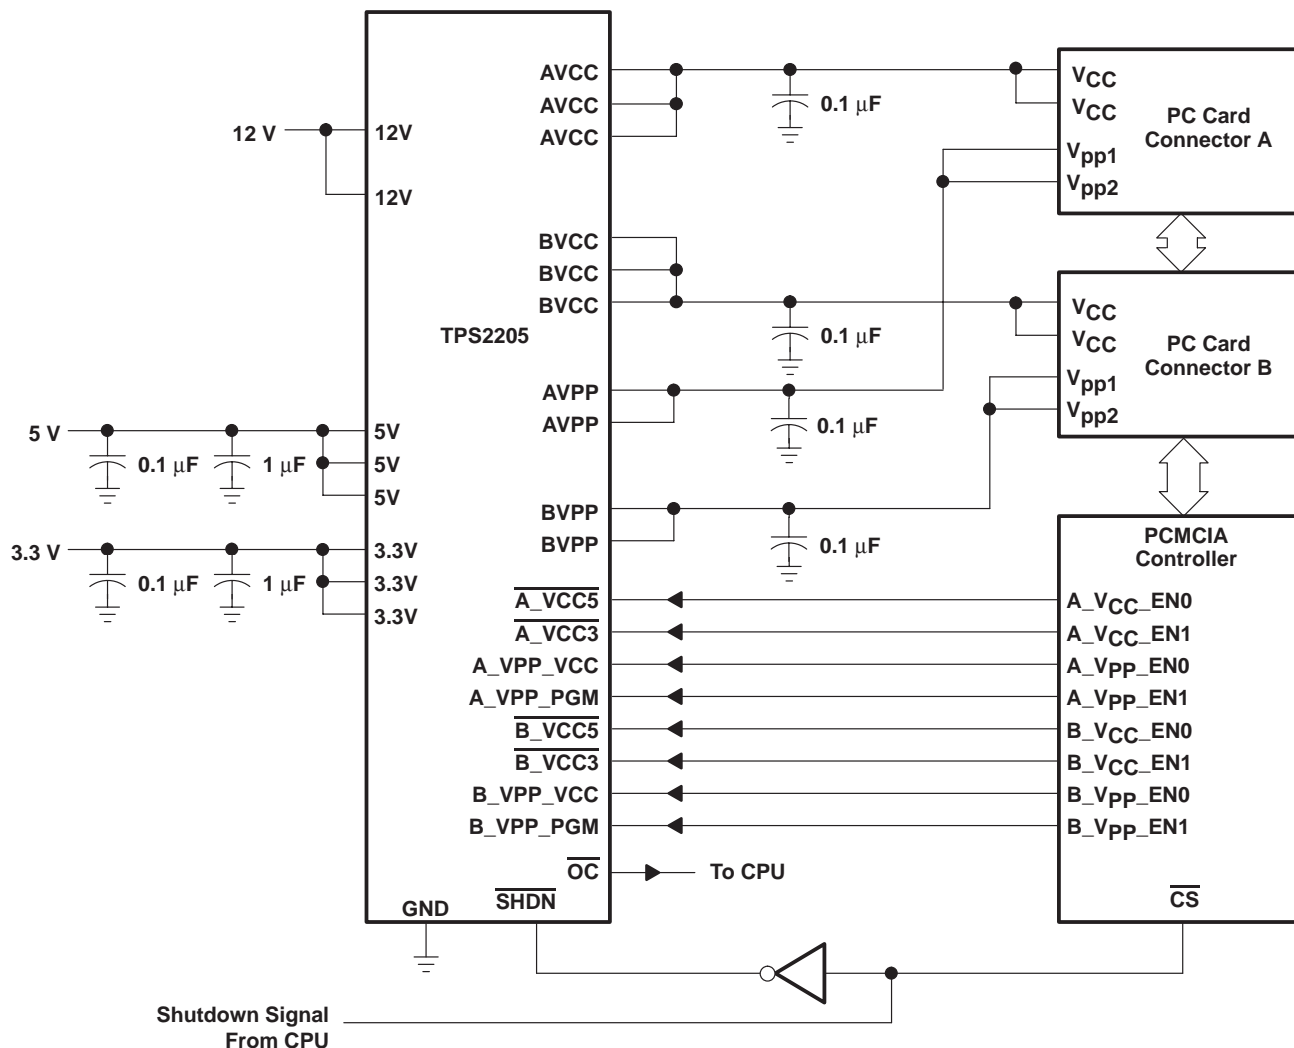 12 V
12V
12V
5 V
0.1 μF
1 μF
5V
5V
5V
3.3 V
0.1 μF
1 μF
3.3V
3.3V
3.3V
TPS2205
AVCC
AVCC
AVCC
BVCC
BVCC
BVCC
AVPP
AVPP
BVPP
BVPP
A_VCC5
A_VCC3
A_VPP_VCC
A_VPP_PGM
B_VCC5
B_VCC3
B_VPP_VCC
B_VPP_PGM
OC
SHDN
GND
0.1 μF
0.1 μF
0.1 μF
0.1 μF
To CPU
VCC
VCC
Vpp1
Vpp2
PC Card
Connector A
VCC
VCC
Vpp1
Vpp2
PC Card
Connector B
PCMCIA
Controller
A_VCC_EN0
A_VCC_EN1
A_VPP_EN0
A_VPP_EN1
B_VCC_EN0
B_VCC_EN1
B_VPP_EN0
B_VPP_EN1
CS
Shutdown Signal
From CPU